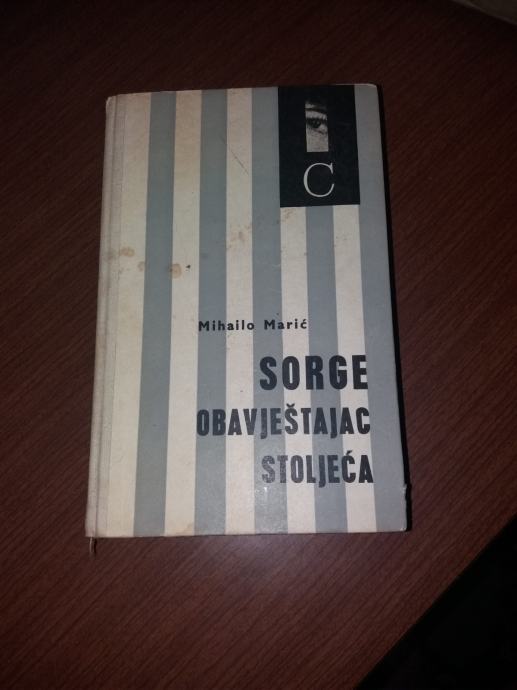 C
Mihailo Marić
SORGE
OBAVJEŠTAJAC
STOLJEĆA